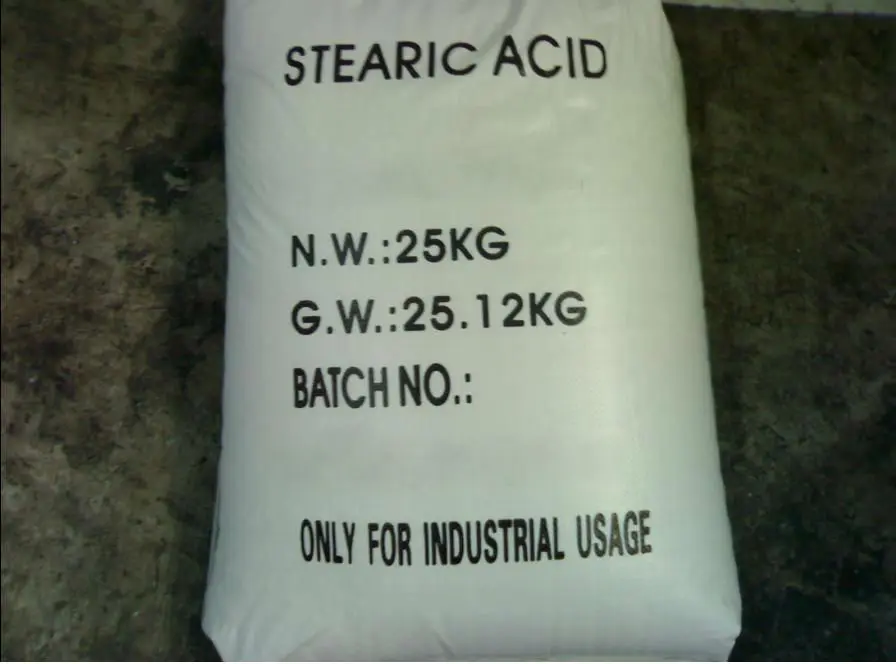 STEARIC ACID
N.W.:25KG
G.W.:25.12KG
BATCH NO.:
ONLY FOR INDUSTRIAL USAGE